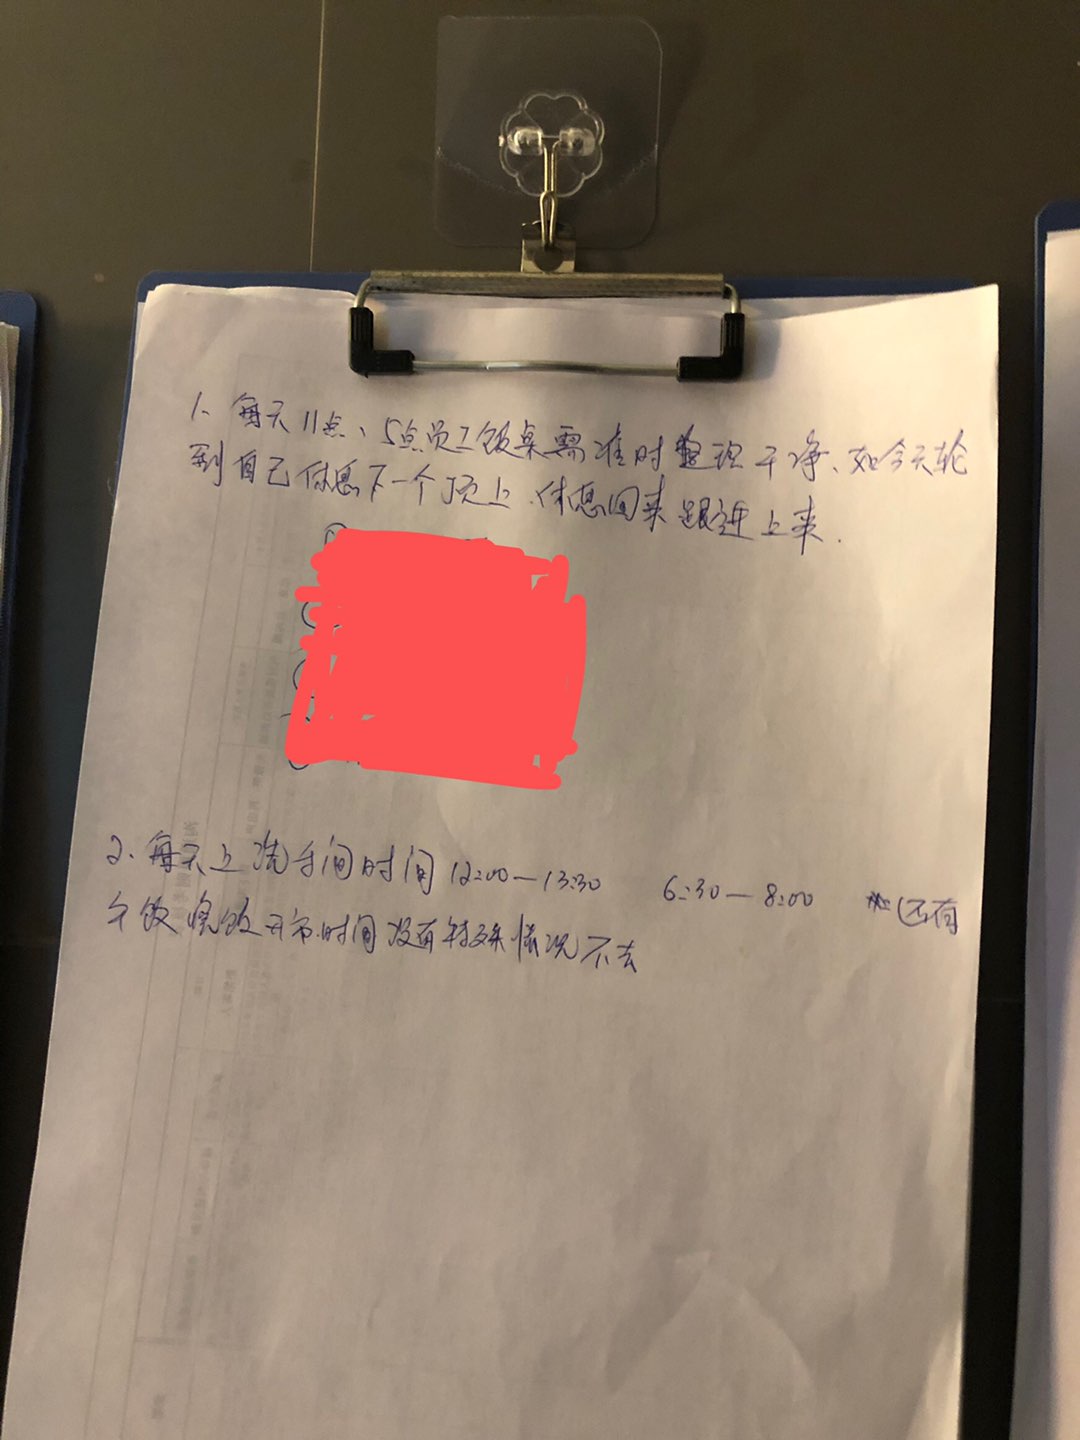 1、每天11点、5点员工饭桌需准时整理干净、如今天轮
到自己休息下一个顶上、休息回来跟进上来.
2、每天上洗手间时间 12:00—13:30 6:30—8:00 还有
午饭 晚饭开市时间没有特殊情况不去